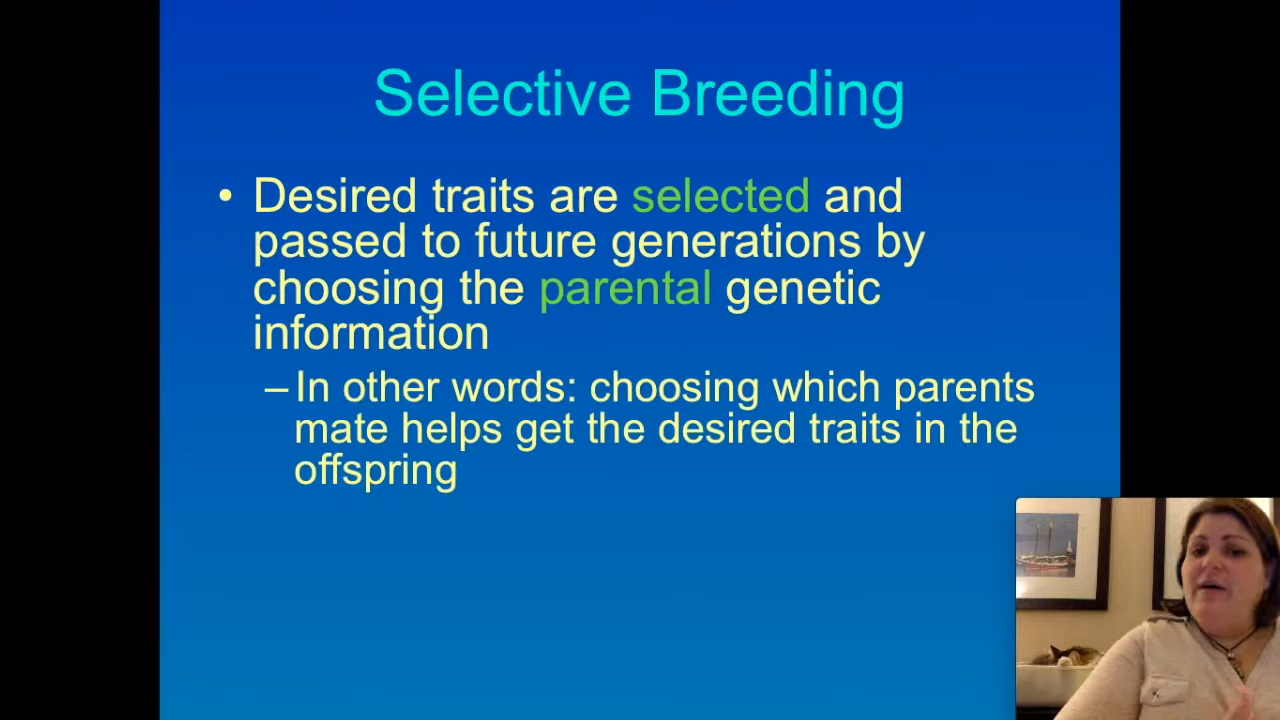 Selective Breeding
• Desired traits are selected and
passed to future generations by
choosing the parental genetic
information
– In other words: choosing which parents
mate helps get the desired traits in the
offspring